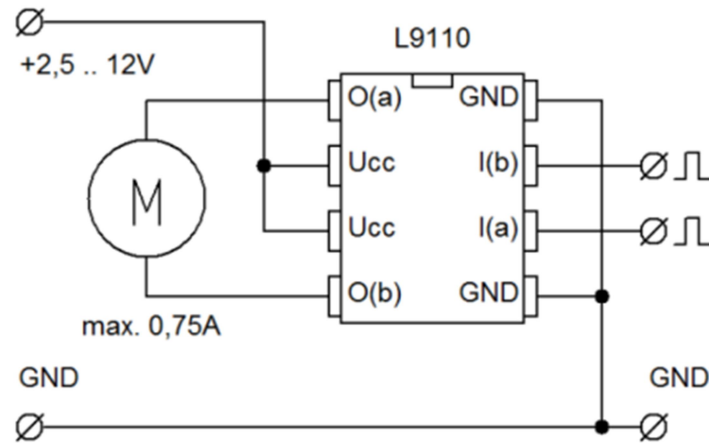 L9110
+2,5 .. 12V
O(a) GND
Ucc I(b)
M
Ucc I(a)
O(b) GND
max. 0,75A
GND GND